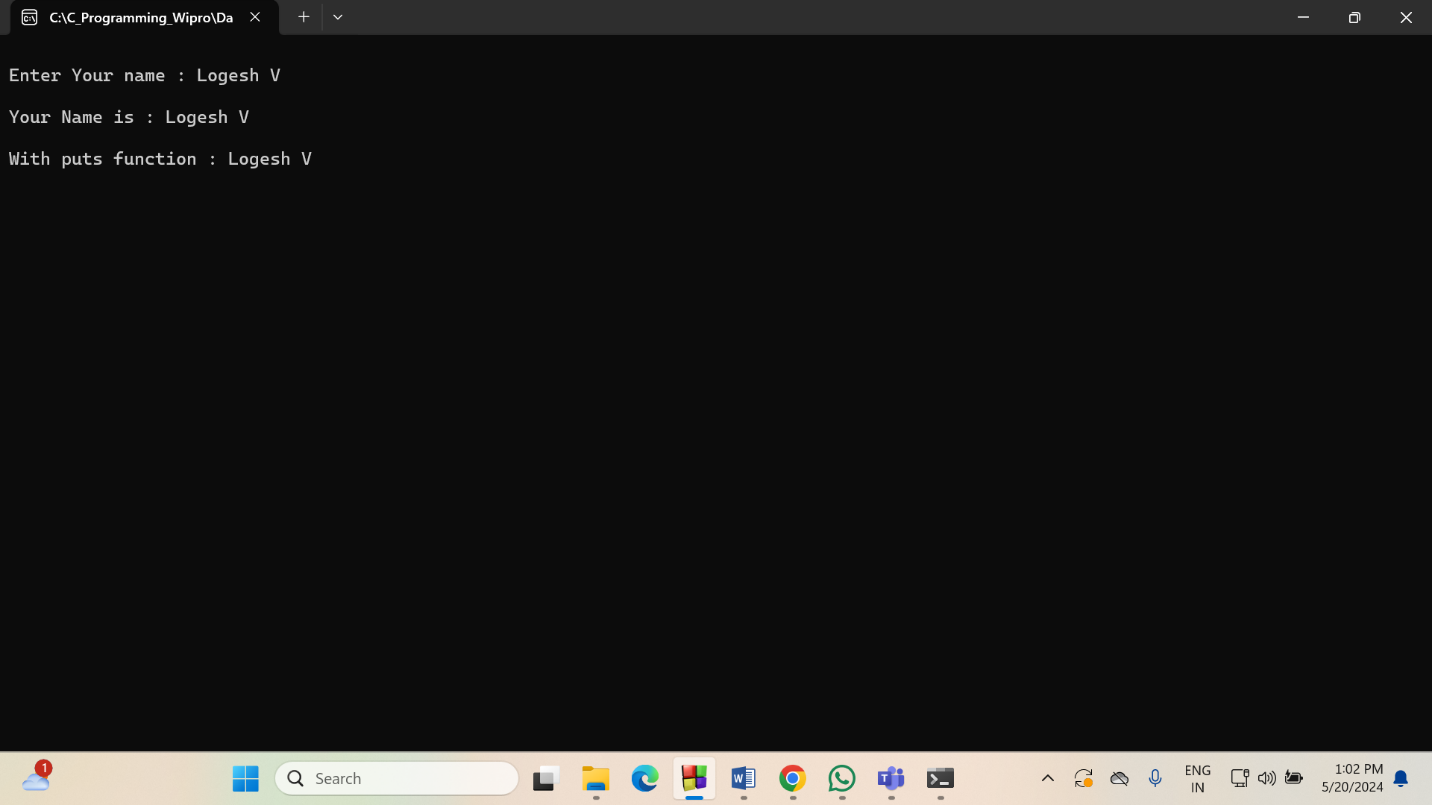 C:\C_Programming_Wipro\Da
Enter Your name : Logesh V
Your Name is : Logesh V
With puts function : Logesh V
1
Search
ENG
IN
1:02 PM
5/20/2024